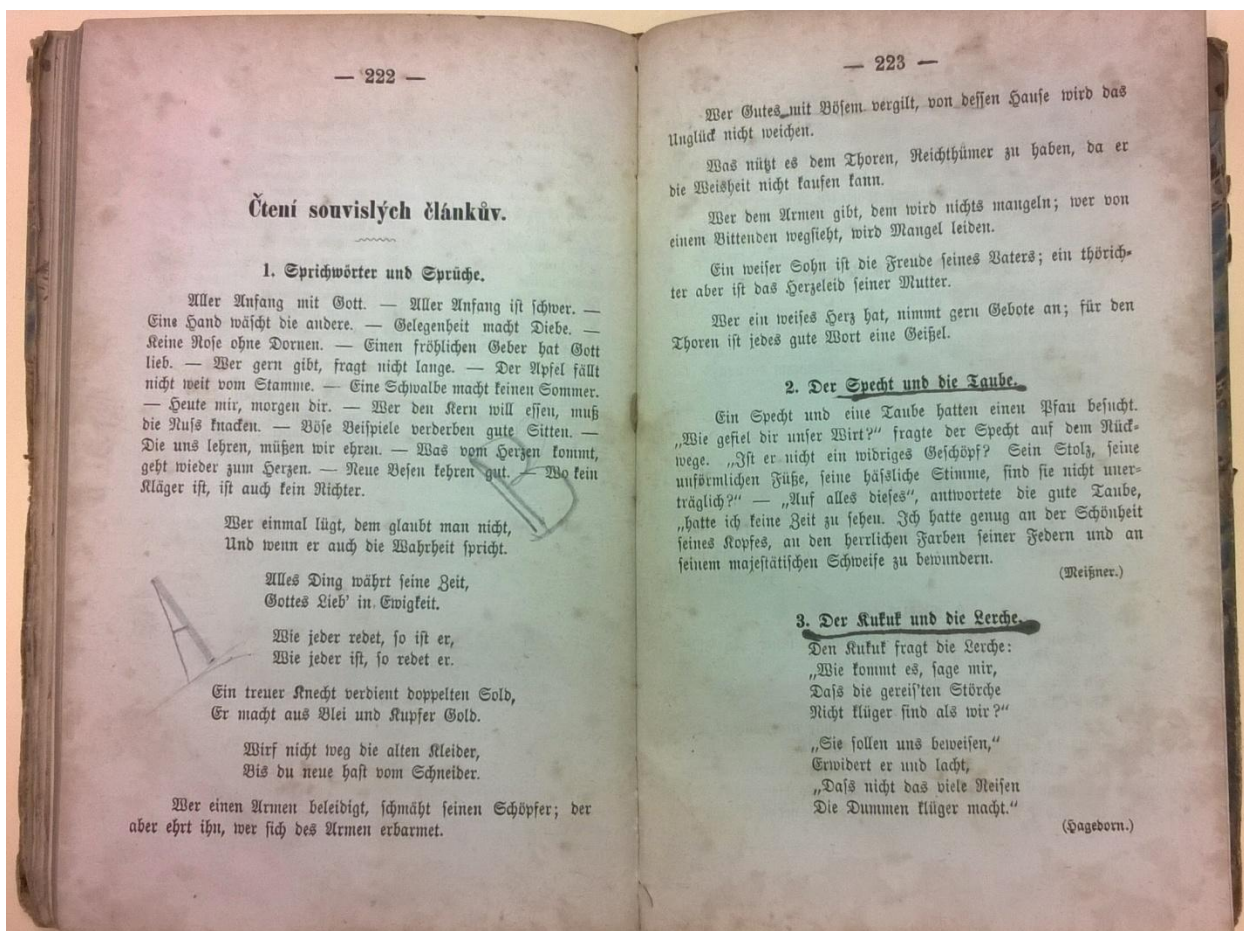 — 222 —
Čtení souvislých článkův.
1. Sprichwörter und Sprüche.
Aller Anfang mit Gott. — Aller Anfang ist schwer. —
Eine Hand wäscht die andere. — Gelegenheit macht Diebe. —
Keine Rose ohne Dornen. — Einen fröhlichen Geber hat Gott
lieb. — Wer gern gibt, fragt nicht lange. — Der Apfel fällt
nicht weit vom Stamme. — Eine Schwalbe macht keinen Sommer.
— Heute mir, morgen dir. — Wer den Kern will essen, muß
die Nuss knacken. — Böse Beispiele verderben gute Sitten. —
Die uns lehren, müßen wir ehren. — Was vom Herzen kommt,
geht wieder zum Herzen. — Neue Besen kehren gut. — Wo kein
Kläger ist, ist auch kein Richter.
Wer einmal lügt, dem glaubt man nicht,
Und wenn er auch die Wahrheit spricht.
Alles Ding währt seine Zeit,
Gottes Lieb' in Ewigkeit.
Wie jeder redet, so ist er,
Wie jeder ist, so redet er.
Ein treuer Knecht verdient doppelten Sold,
Er macht aus Blei und Kupfer Gold.
Wirf nicht weg die alten Kleider,
Bis du neue hast vom Schneider.
Wer einen Armen beleidigt, schmäht seinen Schöpfer; der
aber ehrt ihn, wer sich des Armen erbarmet.
A
B
— 223 —
Wer Gutes mit Bösem vergilt, von dessen Hause wird das
Unglück nicht weichen.
Was nützt es dem Thoren, Reichthümer zu haben, da er
die Weisheit nicht kaufen kann.
Wer dem Armen gibt, dem wird nichts mangeln; wer von
einem Bittenden wegsieht, wird Mangel leiden.
Ein weiser Sohn ist die Freude seines Vaters; ein thörich-
ter aber ist das Herzeleid seiner Mutter.
Wer ein weises Herz hat, nimmt gern Gebote an; für den
Thoren ist jedes gute Wort eine Geißel.
2. Der Specht und die Taube.
Ein Specht und eine Taube hatten einen Pfau besucht.
„Wie gefiel dir unser Wirt?“ fragte der Specht auf dem Rück-
wege. „Ist er nicht ein widriges Geschöpf? Sein Stolz, seine
unförmlichen Füße, seine hässliche Stimme, sind sie nicht uner-
träglich?“ — „Auf alles dieses“, antwortete die gute Taube,
„hatte ich keine Zeit zu sehen. Ich hatte genug an der Schönheit
seines Kopfes, an den herrlichen Farben seiner Federn und an
seinem majestätischen Schweife zu bewundern.
(Meißner.)
3. Der Kukuk und die Lerche.
Den Kukuk fragt die Lerche:
„Wie kommt es, sage mir,
Dass die gereis'ten Störche
Nicht klüger sind als wir?“
„Sie sollen uns beweisen,“
Erwidert er und lacht,
„Dass nicht das viele Reisen
Die Dummen klüger macht.“
(Hagedorn.)